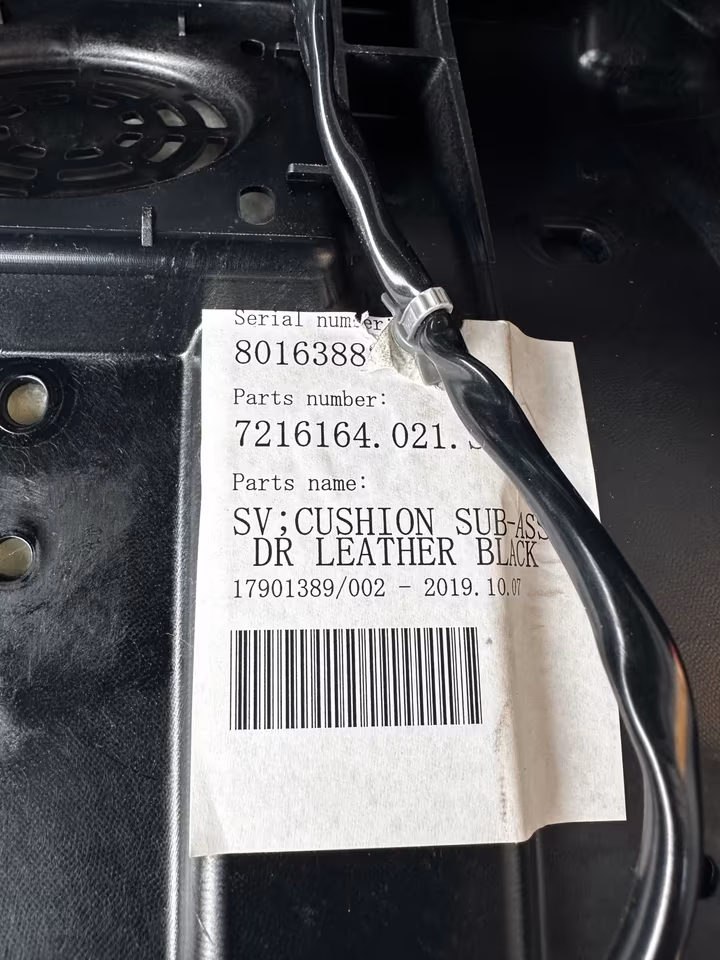 Serial number:
8016388
Parts number:
7216164.021.
Parts name:
SV;CUSHION SUB-ASS
DR LEATHER BLACK
17901389/002 - 2019.10.07